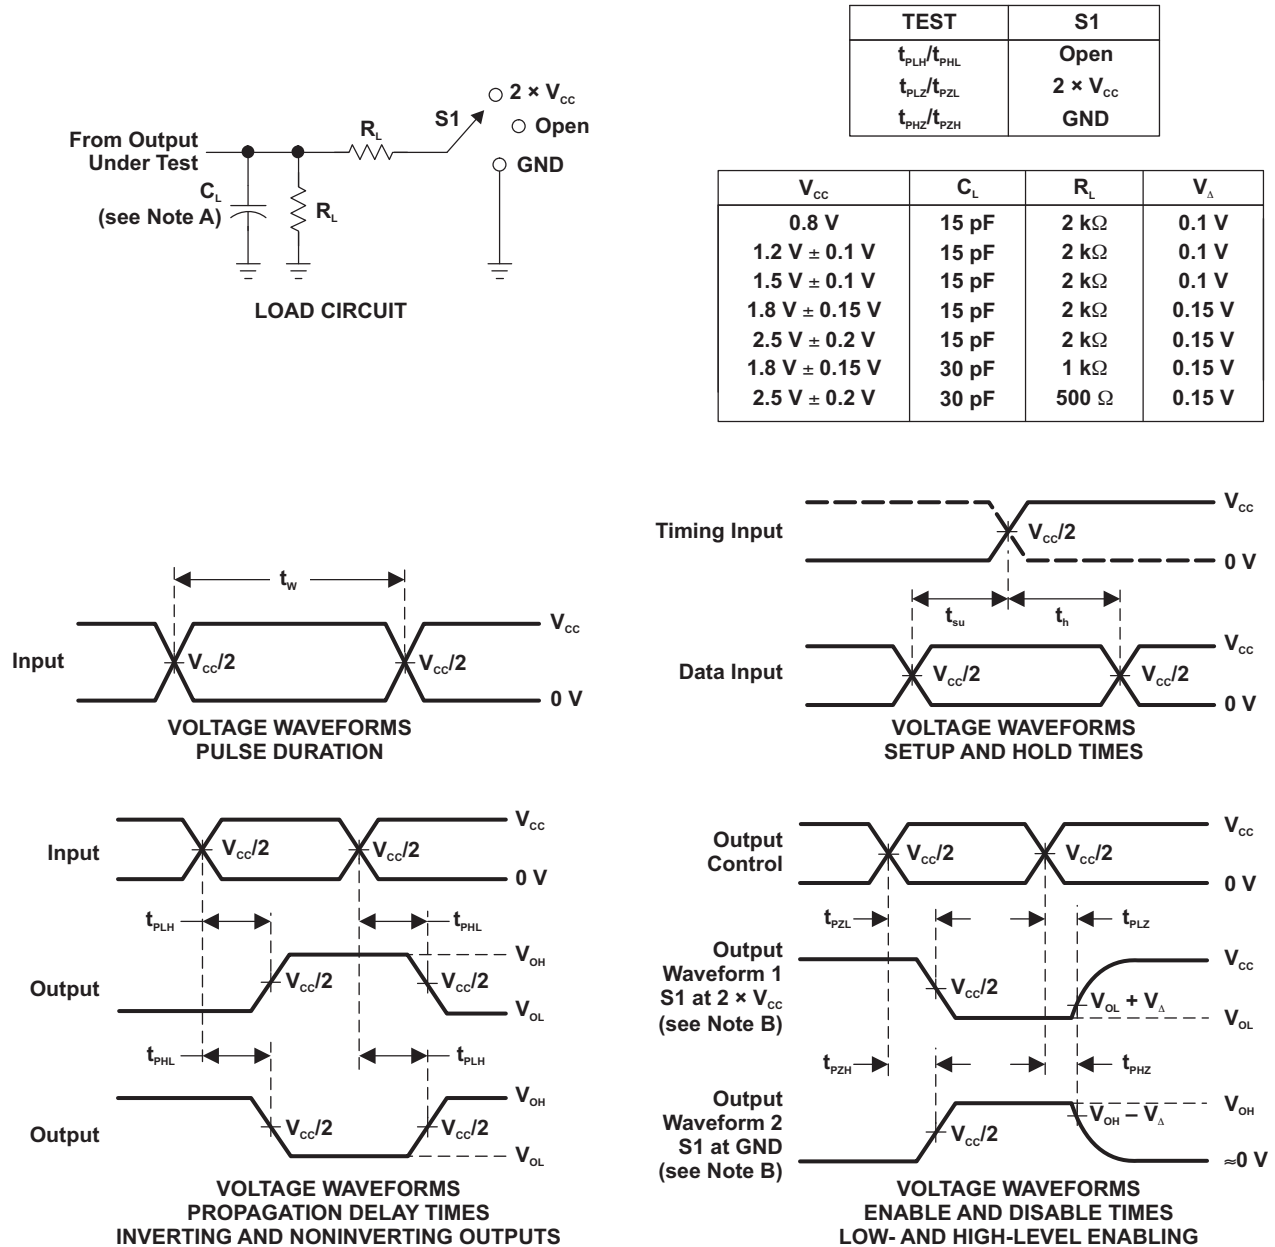 TEST S1
tPLH/tPHL Open
tPLZ/tPZL 2 × VCC
tPHZ/tPZH GND
From Output
Under Test
CL
(see Note A)
RL
RL
S1
2 × VCC
Open
GND
LOAD CIRCUIT
VCC CL RL VΔ
0.8 V 15 pF 2 kΩ 0.1 V
1.2 V ± 0.1 V 15 pF 2 kΩ 0.1 V
1.5 V ± 0.1 V 15 pF 2 kΩ 0.1 V
1.8 V ± 0.15 V 15 pF 2 kΩ 0.15 V
2.5 V ± 0.2 V 15 pF 2 kΩ 0.15 V
1.8 V ± 0.15 V 30 pF 1 kΩ 0.15 V
2.5 V ± 0.2 V 30 pF 500 Ω 0.15 V
tW
Input
VCC/2
VCC/2
VCC
0 V
VOLTAGE WAVEFORMS
PULSE DURATION
Timing Input
VCC/2
VCC
0 V
tsu
th
Data Input
VCC/2
VCC/2
VCC
0 V
VOLTAGE WAVEFORMS
SETUP AND HOLD TIMES
Input
VCC/2
VCC/2
VCC
0 V
tPLH
tPHL
Output
VCC/2
VCC/2
VOH
VOL
tPHL
tPLH
Output
VCC/2
VCC/2
VOH
VOL
VOLTAGE WAVEFORMS
PROPAGATION DELAY TIMES
INVERTING AND NONINVERTING OUTPUTS
Output
Control
VCC/2
VCC/2
VCC
0 V
tPZL
tPLZ
Output
Waveform 1
S1 at 2 × VCC
(see Note B)
VCC/2
VOL + VΔ
VCC
VOL
tPZH
tPHZ
Output
Waveform 2
S1 at GND
(see Note B)
VCC/2
VOH – VΔ
VOH
≈0 V
VOLTAGE WAVEFORMS
ENABLE AND DISABLE TIMES
LOW- AND HIGH-LEVEL ENABLING